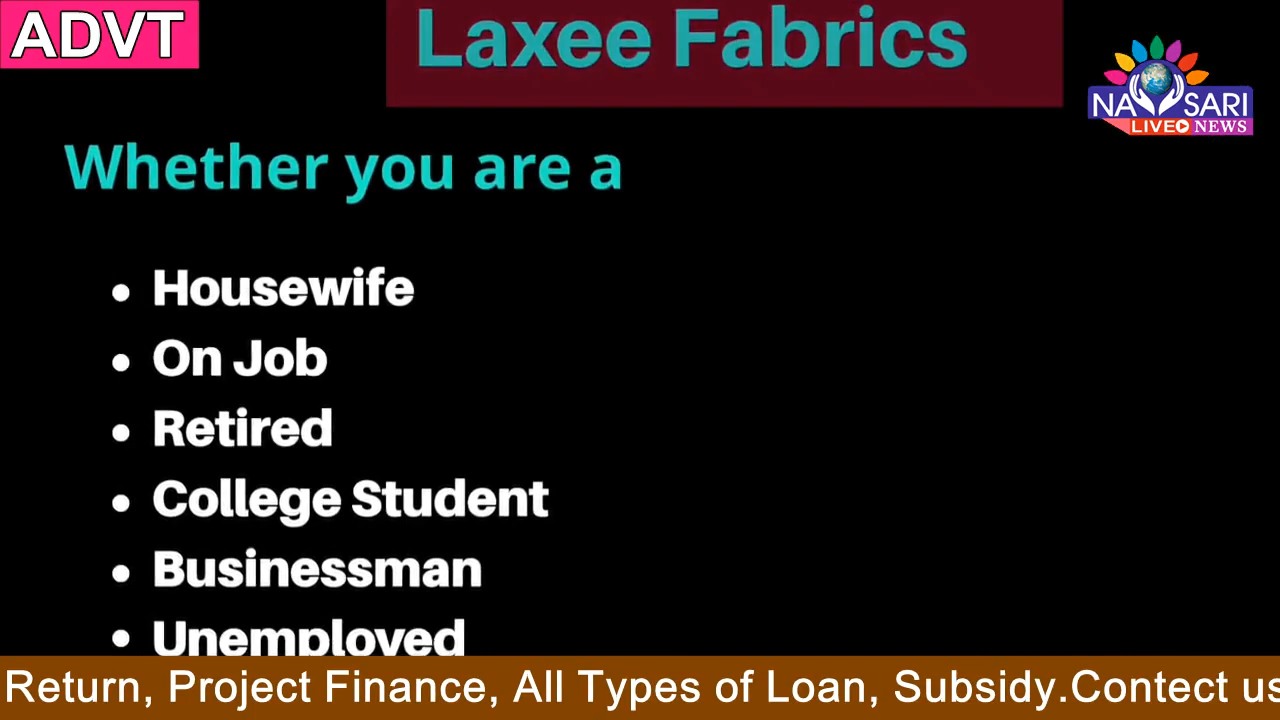 ADVT
Laxee Fabrics
NAVSARI
LIVE NEWS
Whether you are a
• Housewife
• On Job
• Retired
• College Student
• Businessman
• Unemployed
Return, Project Finance, All Types of Loan, Subsidy.Contect us